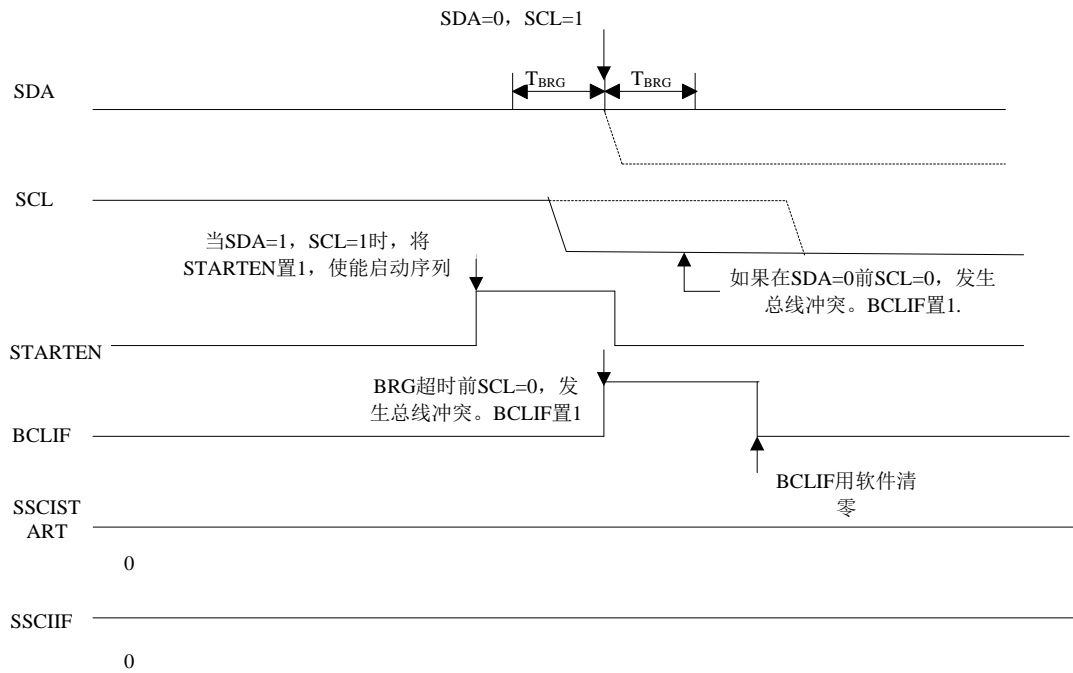 SDA=0，SCL=1
TBRG
TBRG
SDA
SCL
当SDA=1，SCL=1时，将
STARTEN置1，使能启动序列
如果在SDA=0前SCL=0，发生
总线冲突。BCLIF置1.
STARTEN
BRG超时前SCL=0，发
生总线冲突。BCLIF置1
BCLIF
BCLIF用软件清
零
SSCIST
ART
0
SSCIIF
0